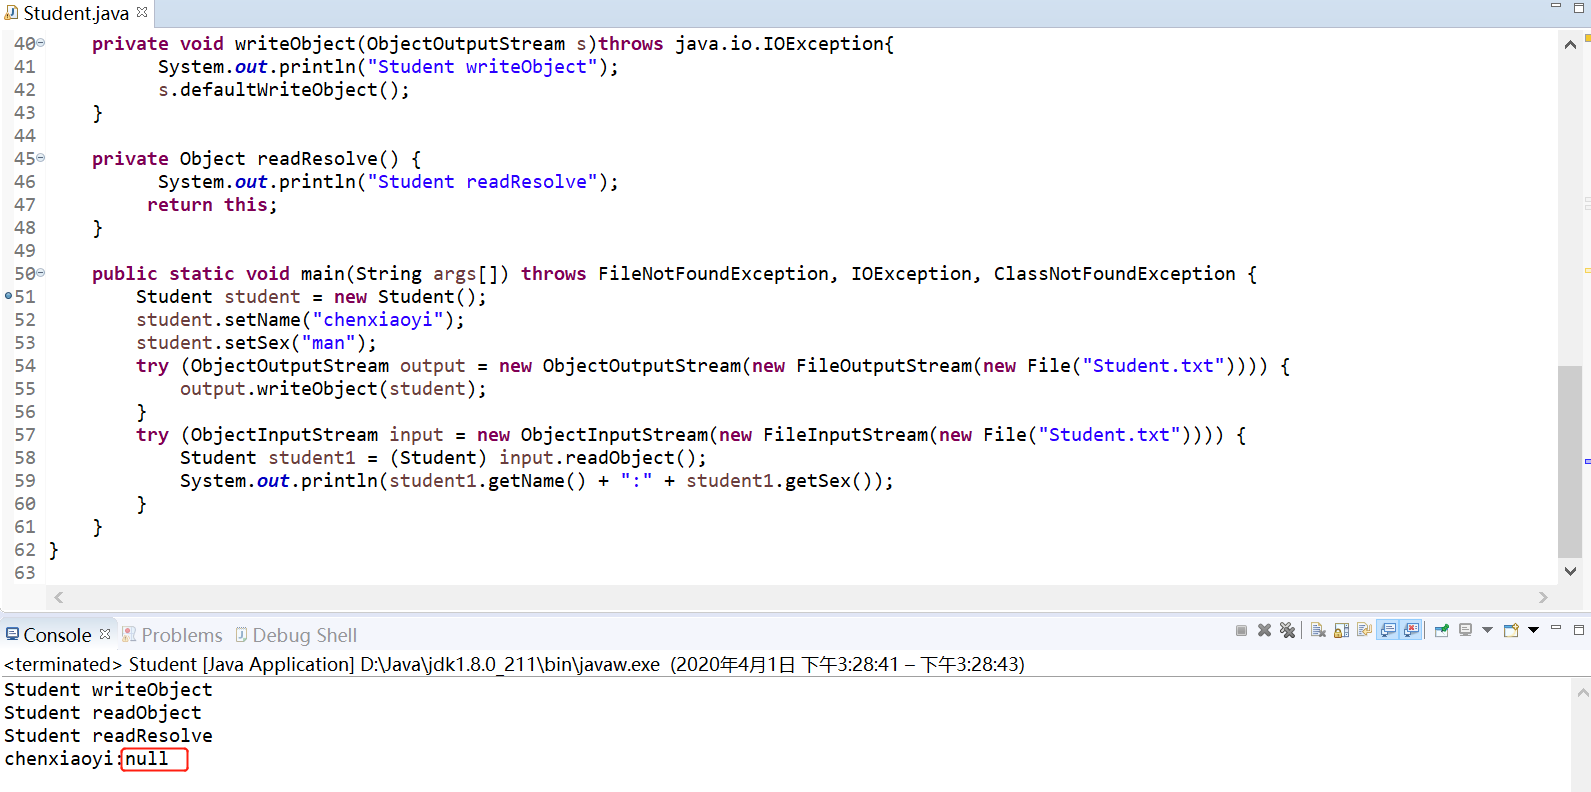 Student.java
40 private void writeObject(ObjectOutputStream s)throws java.io.IOException{
41 System.out.println("Student writeObject");
42 s.defaultWriteObject();
43 }
44
45 private Object readResolve() {
46 System.out.println("Student readResolve");
47 return this;
48 }
49
50 public static void main(String args[]) throws FileNotFoundException, IOException, ClassNotFoundException {
51 Student student = new Student();
52 student.setName("chenxiaoyi");
53 student.setSex("man");
54 try (ObjectOutputStream output = new ObjectOutputStream(new FileOutputStream(new File("Student.txt")))) {
55 output.writeObject(student);
56 }
57 try (ObjectInputStream input = new ObjectInputStream(new FileInputStream(new File("Student.txt")))) {
58 Student student1 = (Student) input.readObject();
59 System.out.println(student1.getName() + ":" + student1.getSex());
60 }
61 }
62 }
63
Console Problems Debug Shell
<terminated> Student [Java Application] D:\Java\jdk1.8.0_211\bin\javaw.exe (2020年4月1日 下午3:28:41 – 下午3:28:43)
Student writeObject
Student readObject
Student readResolve
chenxiaoyi:null